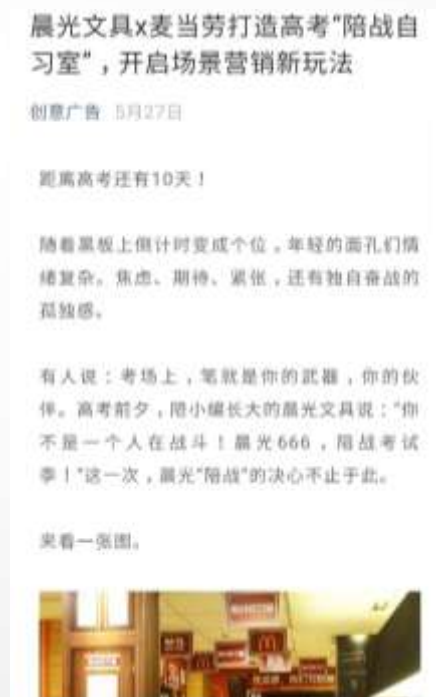 晨光文具x麦当劳打造高考“陪战自
习室”，开启场景营销新玩法
创意广告 5月27日
距离高考还有10天！
随着黑板上倒计时变成个位，年轻的面孔们情
绪复杂。焦虑、期待、紧张，还有独自奋战的
孤独感。
有人说：考场上，笔就是你的武器，你的伙
伴。高考前夕，陪小编长大的晨光文具说：“你
不是一个人在战斗！晨光666，陪战考试
季！”这一次，晨光“陪战”的决心不止于此。
来看一张图。